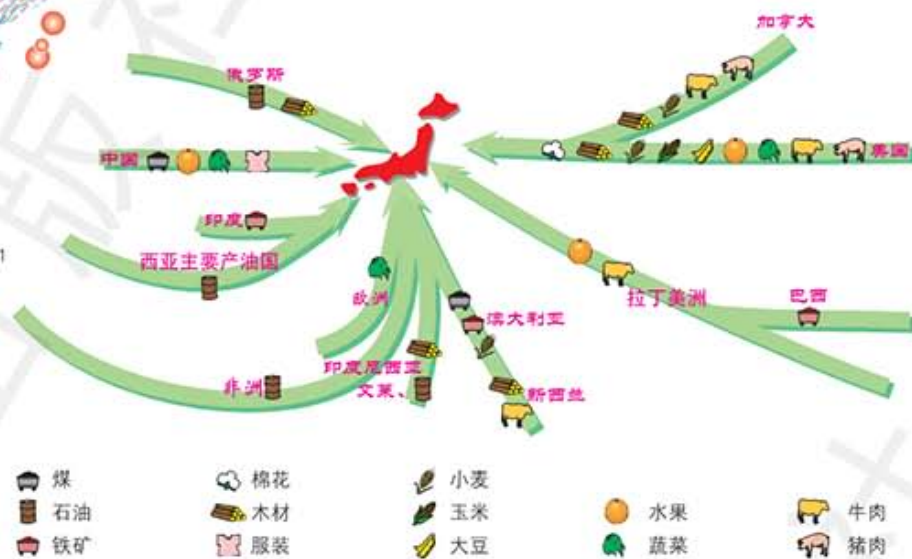 加拿大
俄罗斯
中国
美国
印度
西亚主要产油国
欧洲
澳大利亚
拉丁美洲
巴西
印度尼西亚
文莱、
非洲
新西兰
煤
棉花
小麦
石油
木材
玉米
水果
牛肉
铁矿
服装
大豆
蔬菜
猪肉